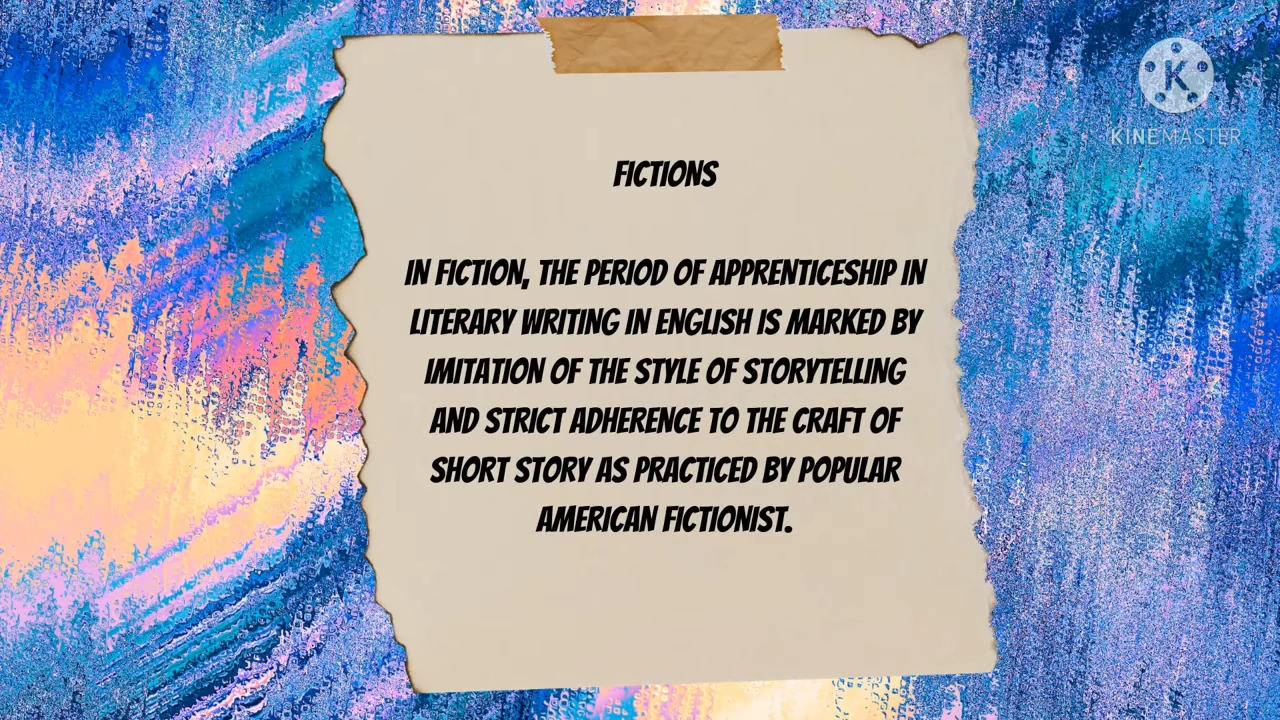 KINEMASTER
FICTIONS
IN FICTION, THE PERIOD OF APPRENTICESHIP IN
LITERARY WRITING IN ENGLISH IS MARKED BY
IMITATION OF THE STYLE OF STORYTELLING
AND STRICT ADHERENCE TO THE CRAFT OF
SHORT STORY AS PRACTICED BY POPULAR
AMERICAN FICTIONIST.